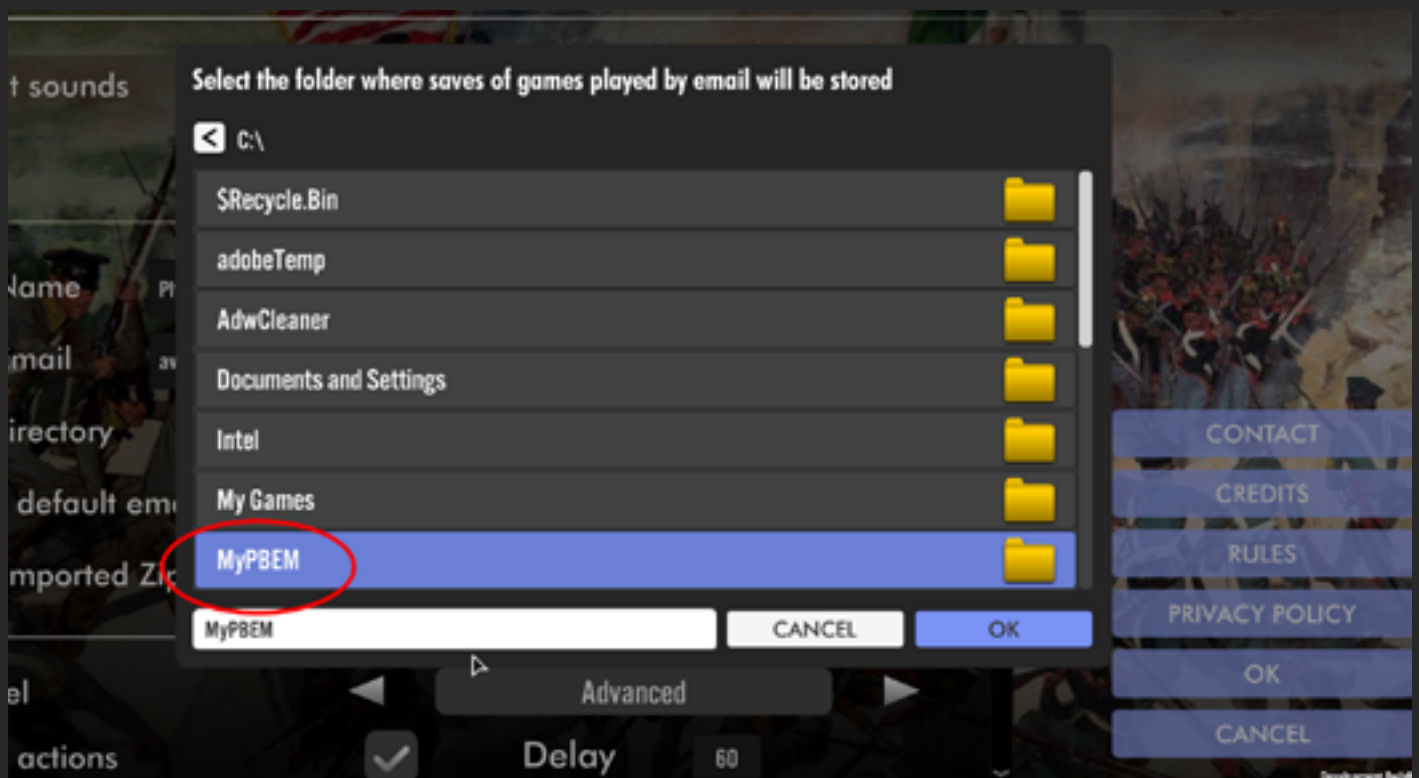 t sounds
Select the folder where saves of games played by email will be stored
< C:\
$Recycle.Bin
adobeTemp
Name
AdwCleaner
mail
Documents and Settings
irectory
Intel
CONTACT
default em
My Games
CREDITS
mported Zip
MyPBEM
RULES
MyPBEM
CANCEL
OK
PRIVACY POLICY
el
Advanced
OK
actions
Delay
60
CANCEL